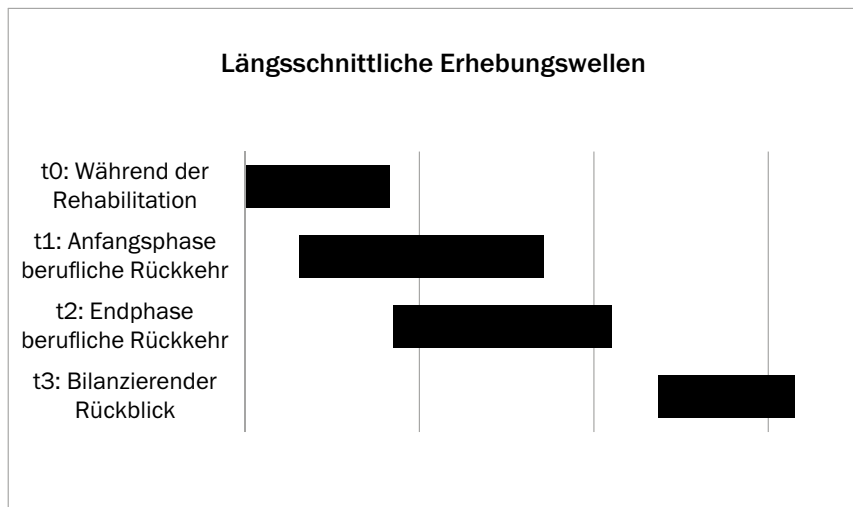 Längsschnittliche Erhebungswellen
t0: Während der
Rehabilitation
t1: Anfangsphase
berufliche Rückkehr
t2: Endphase
berufliche Rückkehr
t3: Bilanzierender
Rückblick